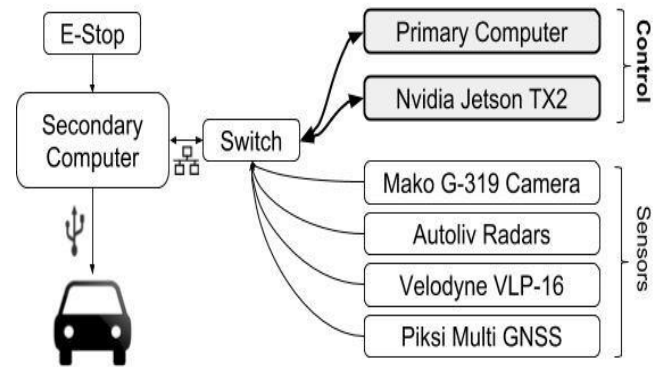 E-Stop
Secondary
Computer
Switch
Primary Computer
Nvidia Jetson TX2
Control
Mako G-319 Camera
Autoliv Radars
Velodyne VLP-16
Piksi Multi GNSS
Sensors